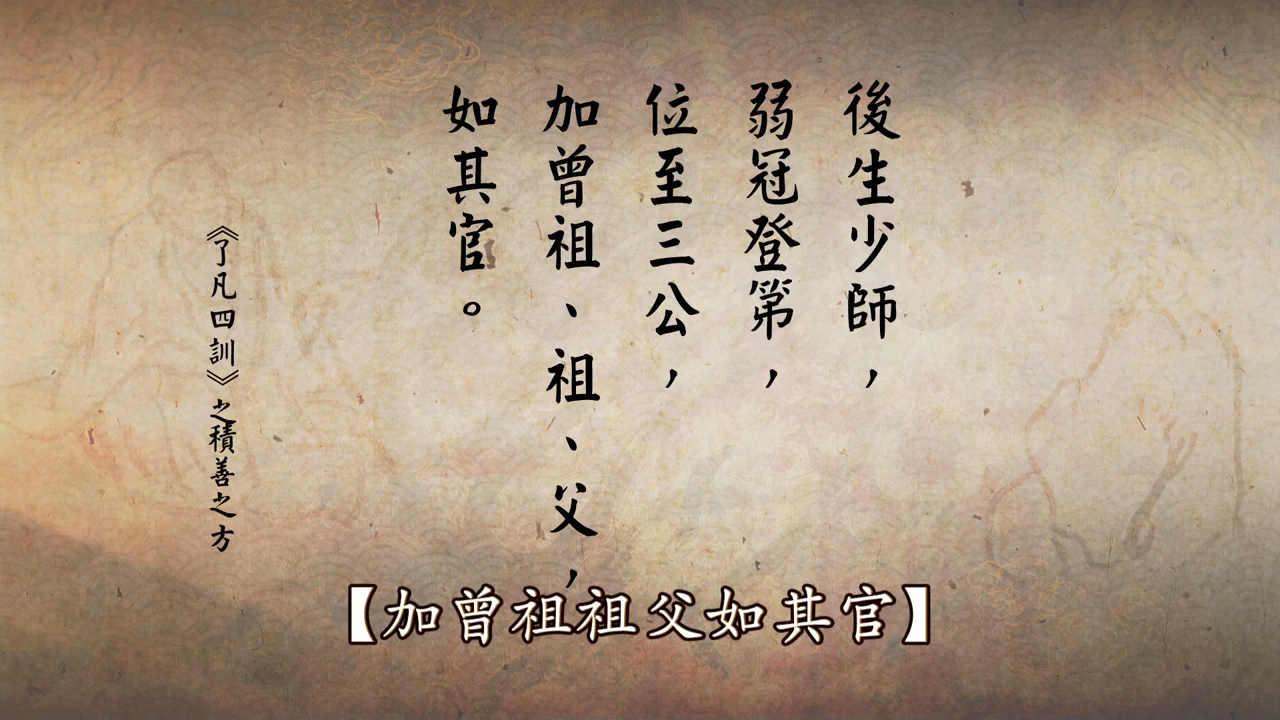 後生少師，
弱冠登第，
位至三公，
加曾祖、祖、父，
如其官。
《了凡四訓》之積善之方
【加曾祖祖父如其官】